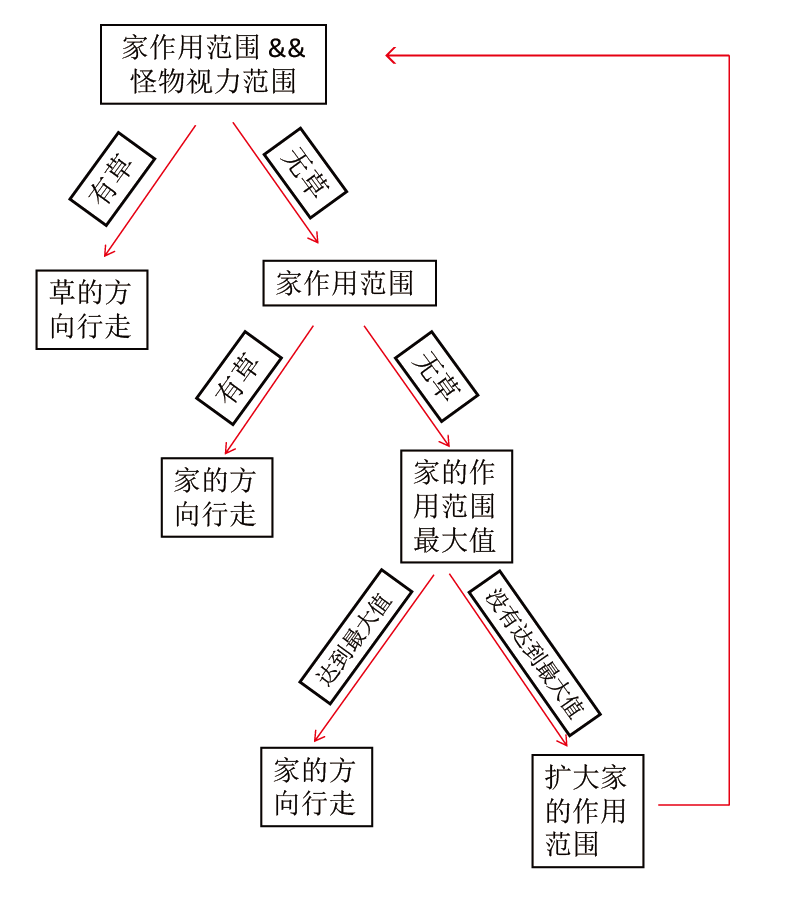 家作用范围 &&
怪物视力范围
有草
无草
草的方
向行走
家作用范围
有草
无草
家的方
向行走
家的作
用范围
最大值
达到最大值
没有达到最大值
家的方
向行走
扩大家
的作用
范围